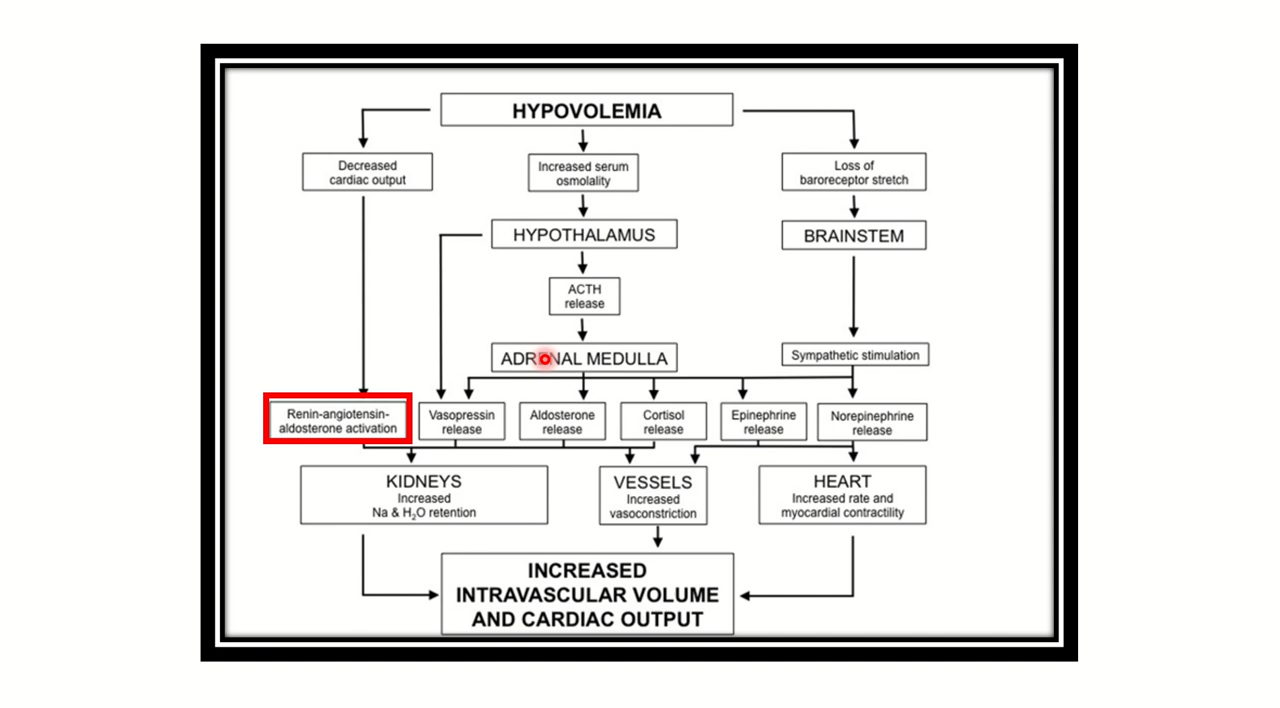 HYPOVOLEMIA
Decreased
cardiac output
Increased serum
osmolality
Loss of
baroreceptor stretch
HYPOTHALAMUS
BRAINSTEM
ACTH
release
ADRENAL MEDULLA
Sympathetic stimulation
Renin-angiotensin-
aldosterone activation
Vasopressin
release
Aldosterone
release
Cortisol
release
Epinephrine
release
Norepinephrine
release
KIDNEYS
Increased
Na & H₂O retention
VESSELS
Increased
vasoconstriction
HEART
Increased rate and
myocardial contractility
INCREASED
INTRAVASCULAR VOLUME
AND CARDIAC OUTPUT